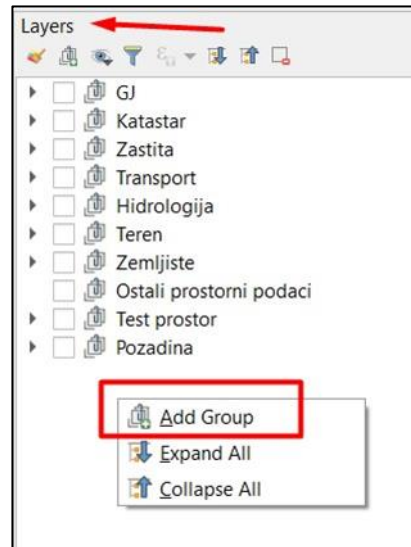 Layers
GJ
Katastar
Zastita
Transport
Hidrologija
Teren
Zemljiste
Ostali prostorni podaci
Test prostor
Pozadina
Add Group
Expand All
Collapse All